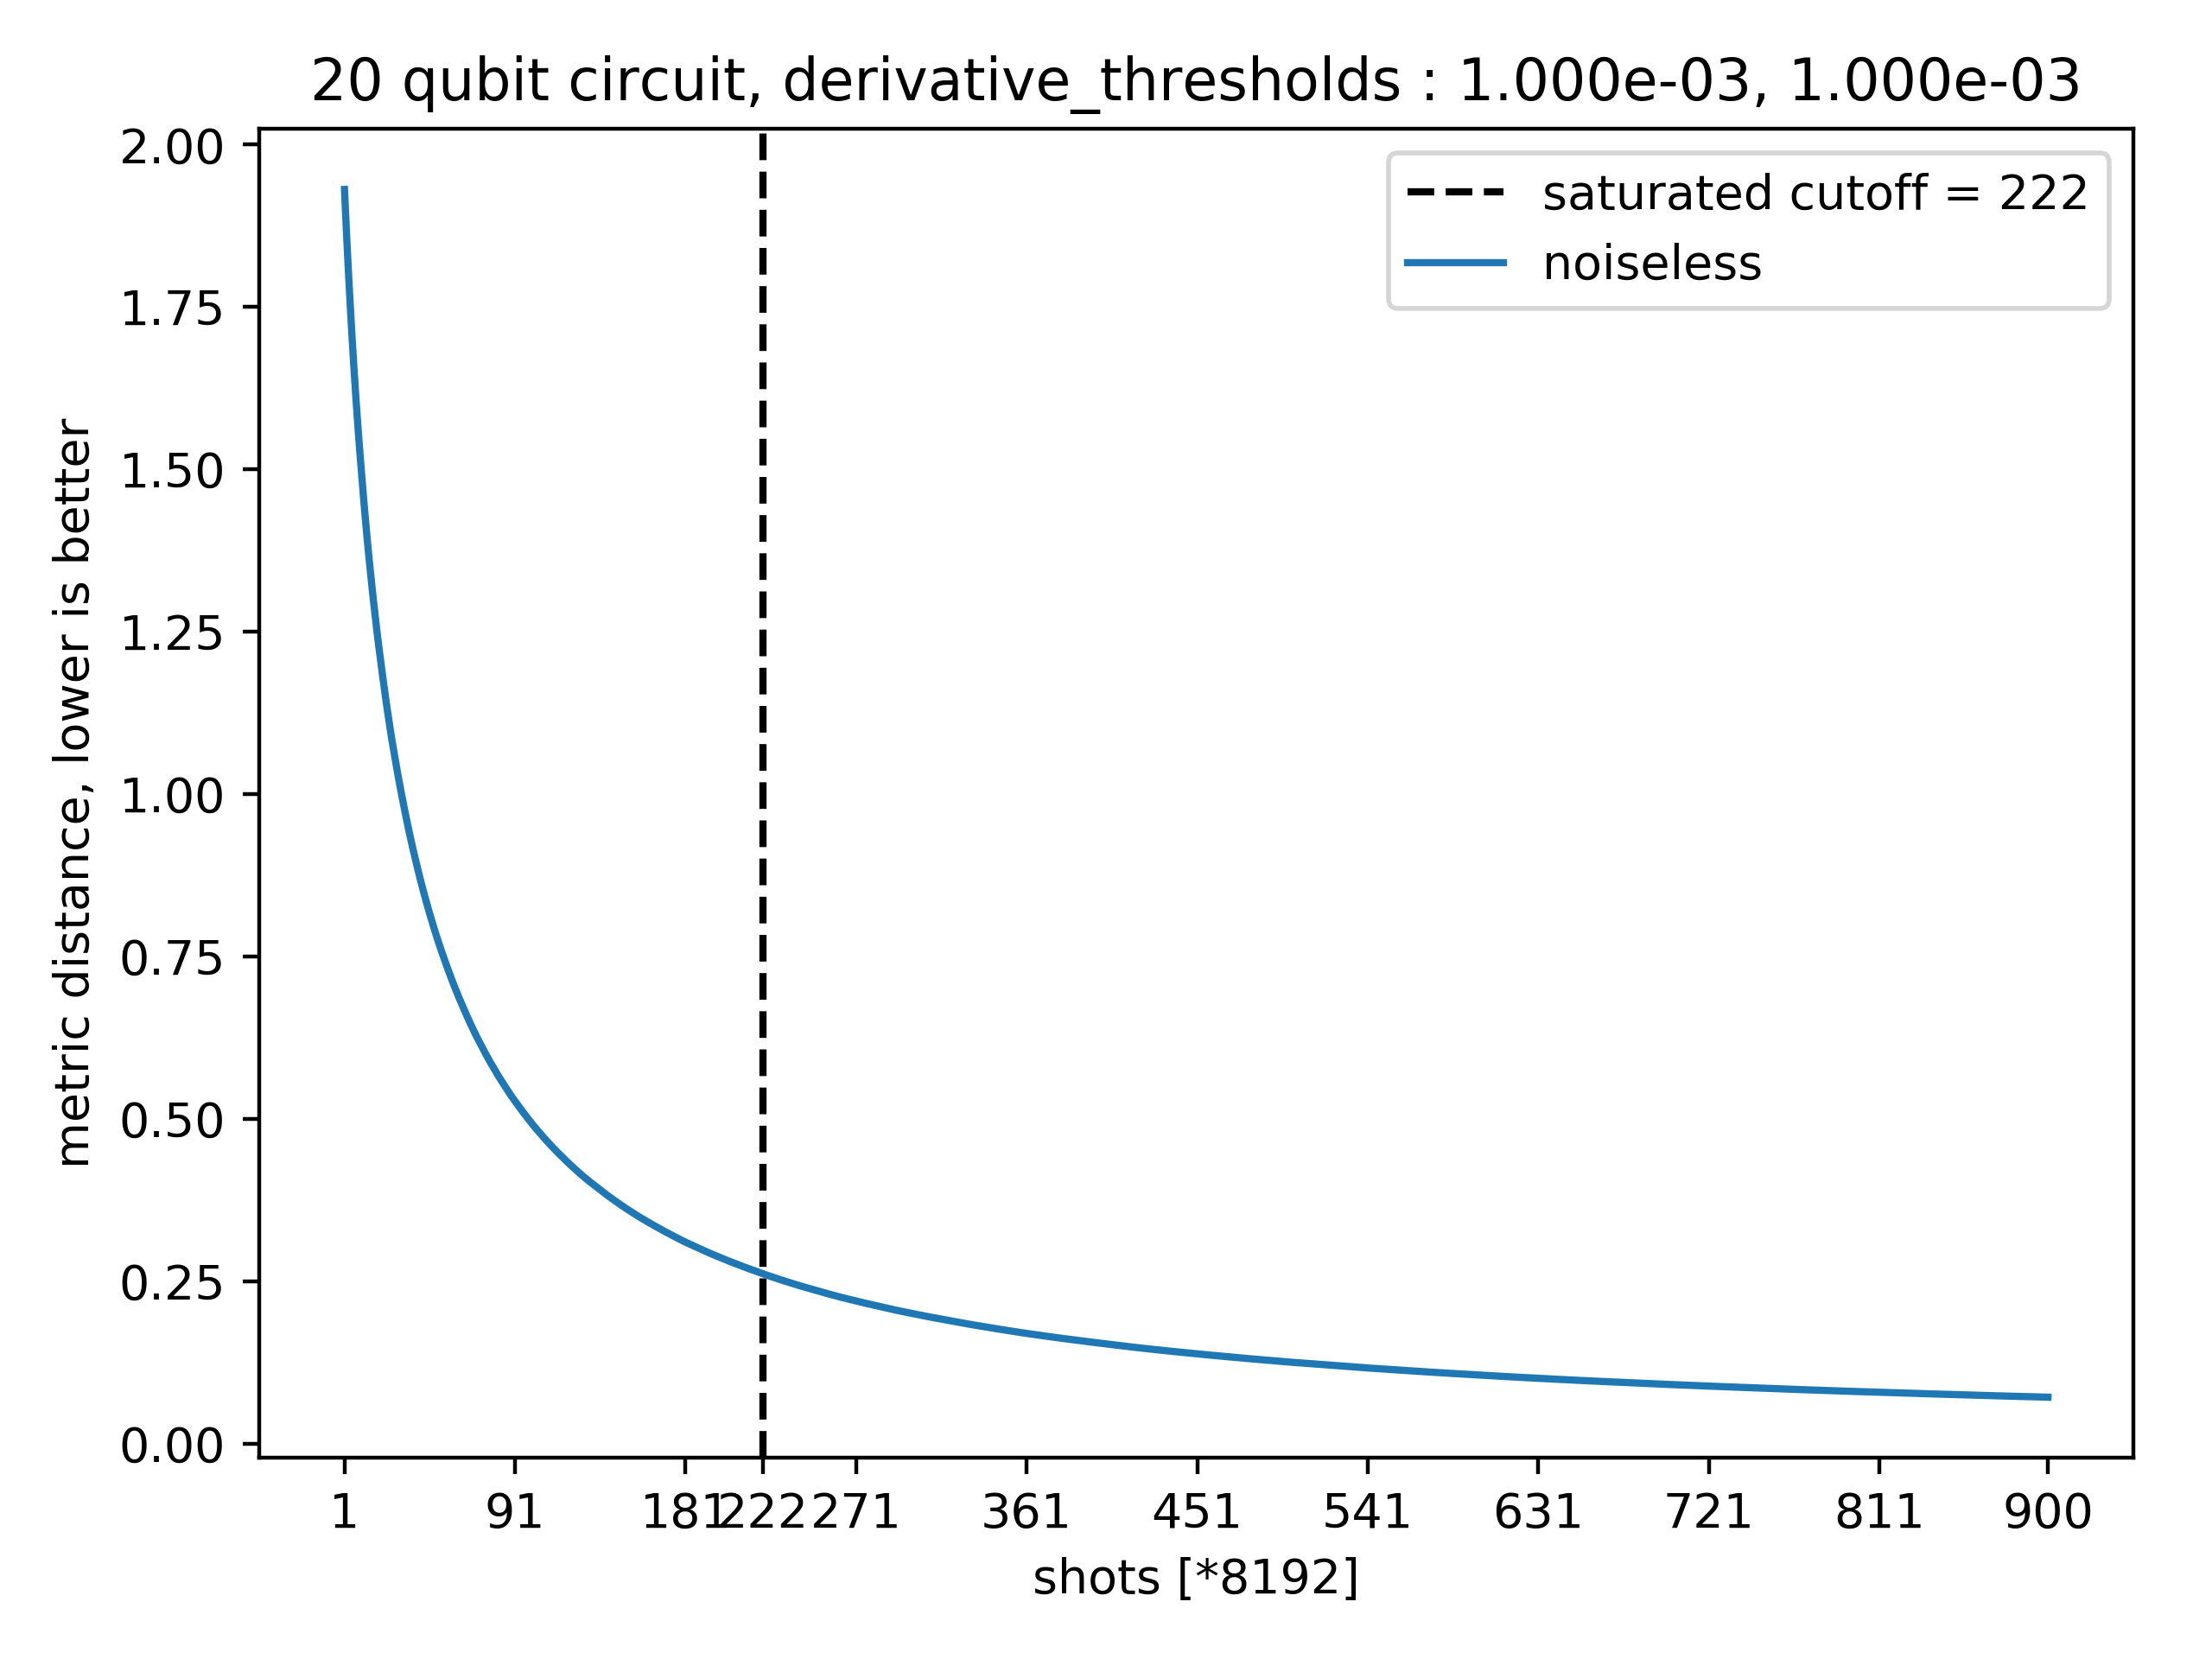 20 qubit circuit, derivative_thresholds : 1.000e-03, 1.000e-03
saturated cutoff = 222
noiseless
metric distance, lower is better
2.00
1.75
1.50
1.25
1.00
0.75
0.50
0.25
0.00
1 91 181 222 271 361 451 541 631 721 811 900
shots [*8192]